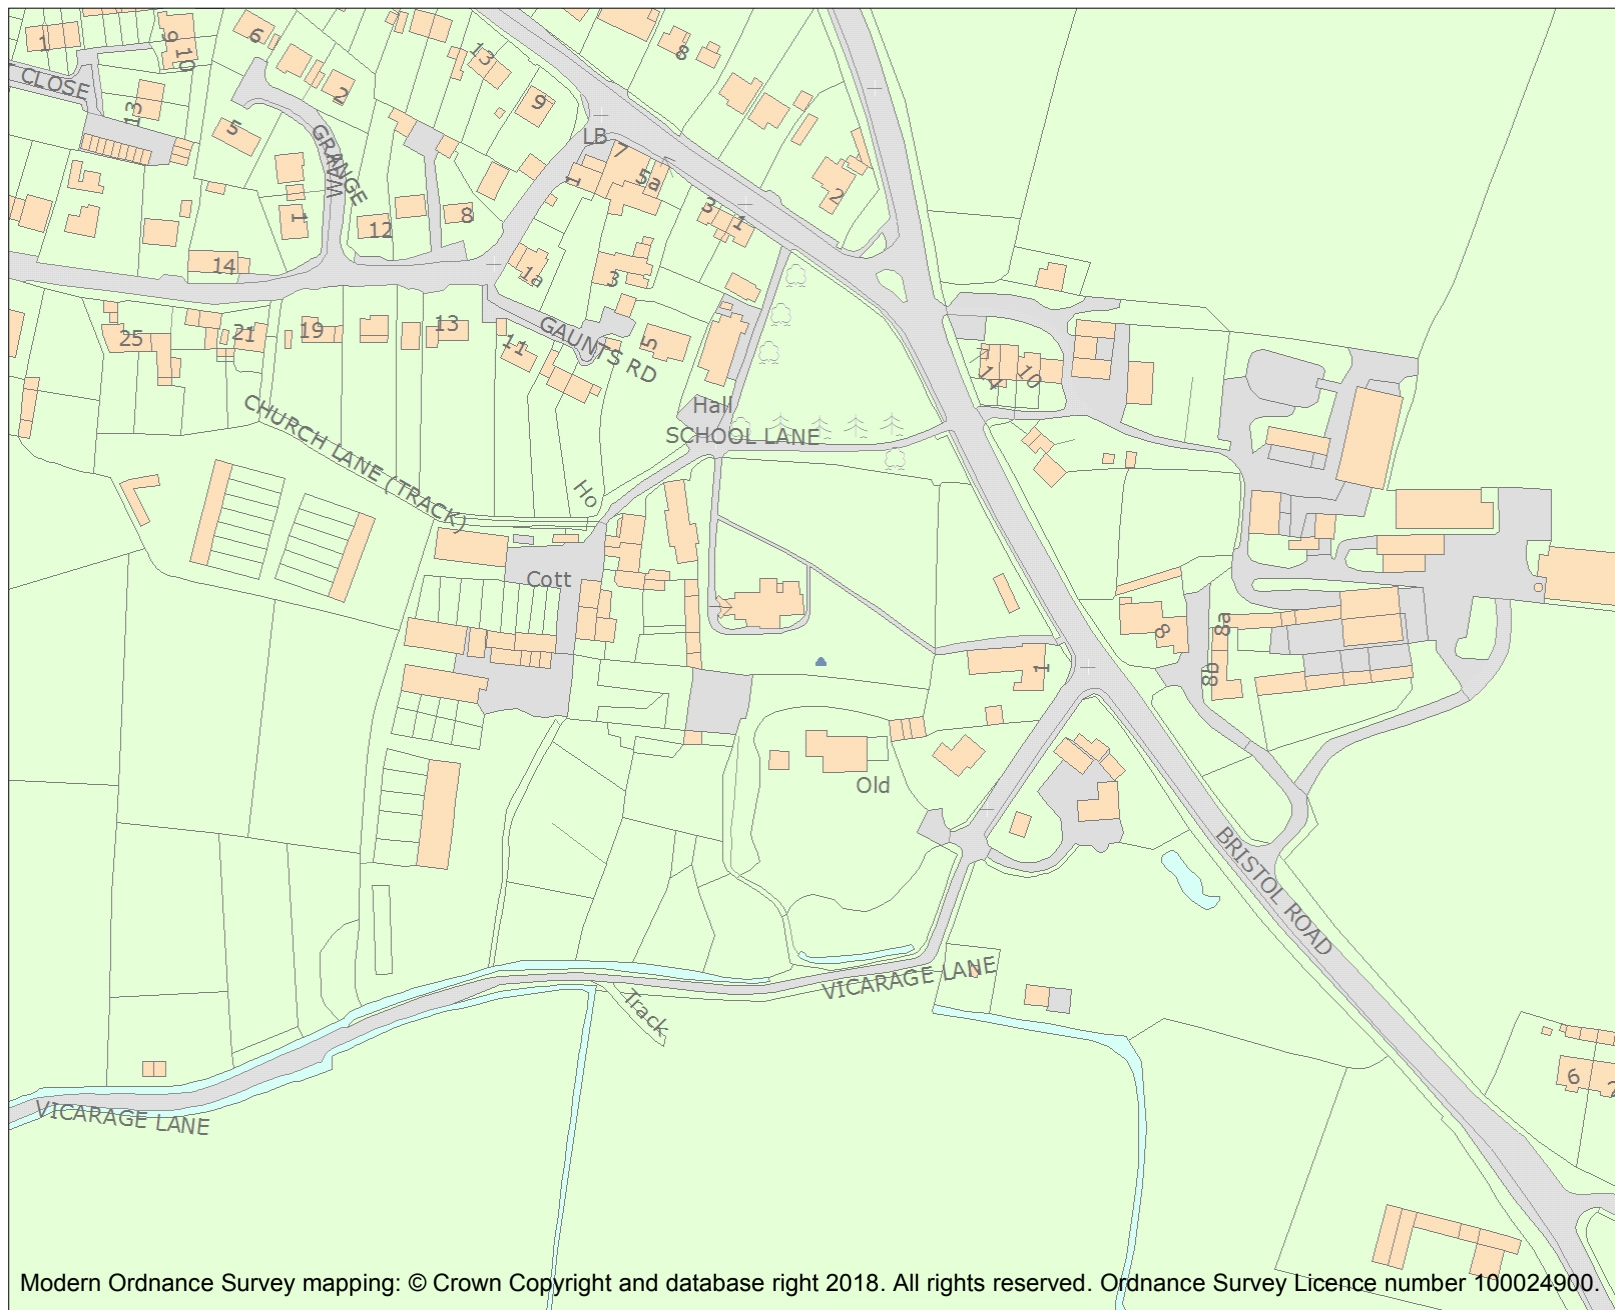 1
9
10
6
13
8
CLOSE
2
9
13
5
GRANGE
WAY
LB
7
5a
1
2
3
1
1
12
8
14
1a
3
25
21
19
13
11
GAUNTS RD
5
14
10
CHURCH LANE (TRACK)
Hall
SCHOOL LANE
Ho
Cott
8
8a
8b
1
Old
BRISTOL ROAD
VICARAGE LANE
Track
VICARAGE LANE
6
Modern Ordnance Survey mapping: © Crown Copyright and database right 2018. All rights reserved. Ordnance Survey Licence number 100024900.